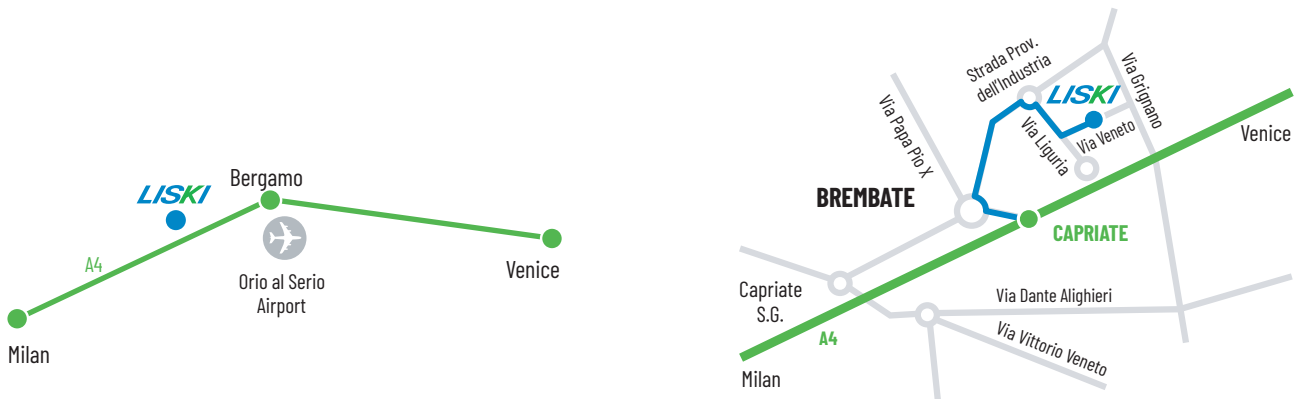 LISKI
Bergamo
A4
Orio al Serio
Airport
Venice
Milan
Strada Prov.
dell'Industria
LISKI
Via Grignano
Via Papa Pio X
Via Liguria
Via Veneto
Venice
BREMBATE
CAPRIATE
Capriate
S.G.
Via Dante Alighieri
A4
Via Vittorio Veneto
Milan